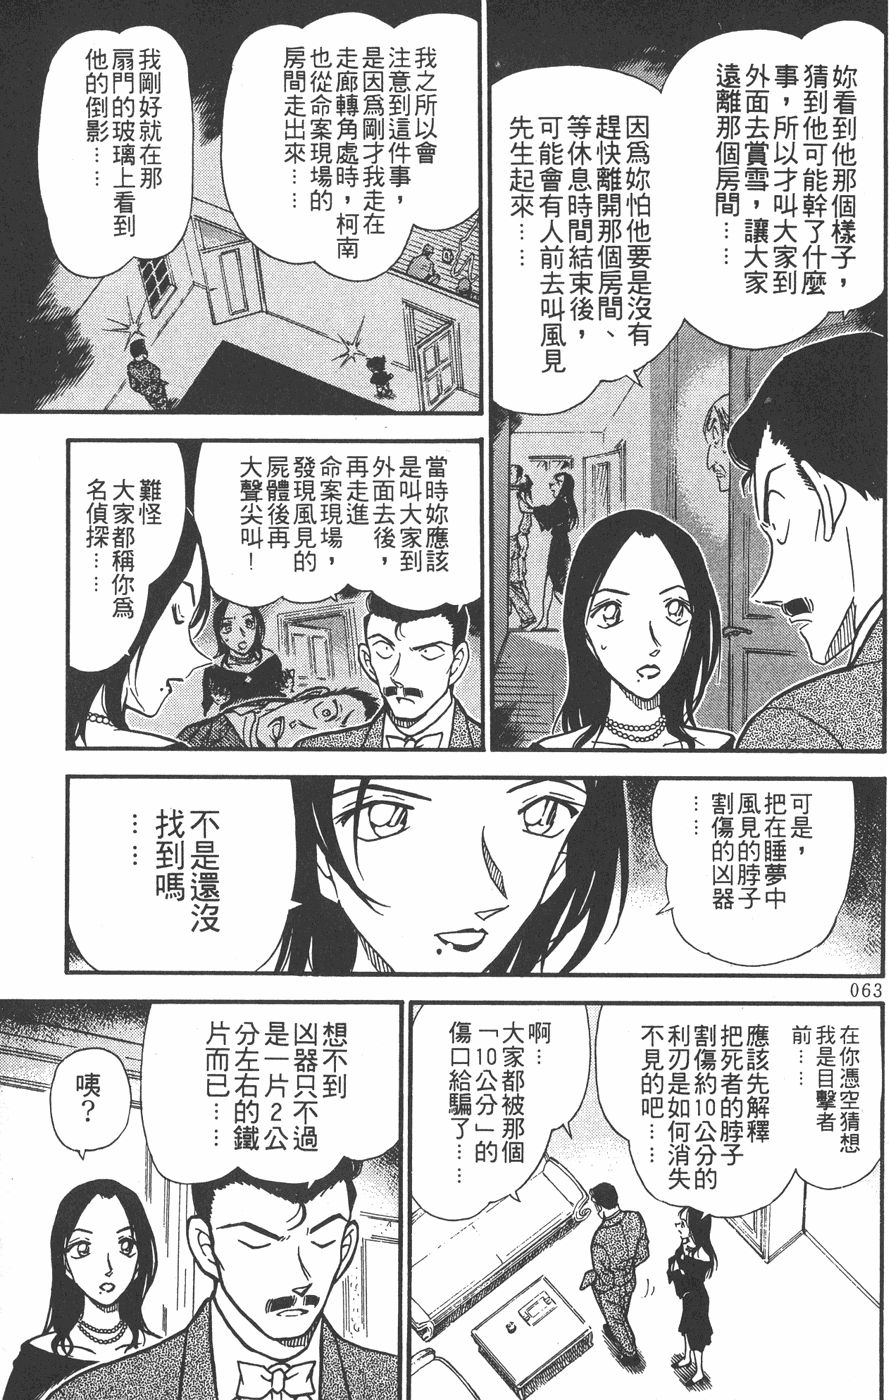 妳看到他那個樣子，
猜到他可能幹了什麼
事，所以才叫大家到
外面去賞雪，讓大家
遠離那個房間……
因為妳怕他要是沒有
趕快離開那個房間、
等休息時間結束後，
可能會有人前去叫風見
先生起來……
我之所以會
注意到這件事，
是因為剛才我走在
走廊轉角處時，柯南
也從命案現場的
房間走出來……
我剛好就在那
扇門的玻璃上看到
他的倒影……
當時妳應該
是叫大家到
外面去後，
再走進
命案現場，
發現風見的
屍體後再
大聲尖叫！
難怪
大家都稱你為
名偵探……
可是，
把在睡夢中
風見的脖子
割傷的凶器
……
不是還沒
找到嗎
……
063
在你憑空猜想
我是目擊者
前……
應該先解釋
把死者的脖子
割傷約10公分的
利刃是如何消失
不見的吧……
啊…
大家都被那個
「10公分」的
傷口給騙了……
想不到
凶器只不過
是一片2公
分左右的鐵
片而已……
咦？